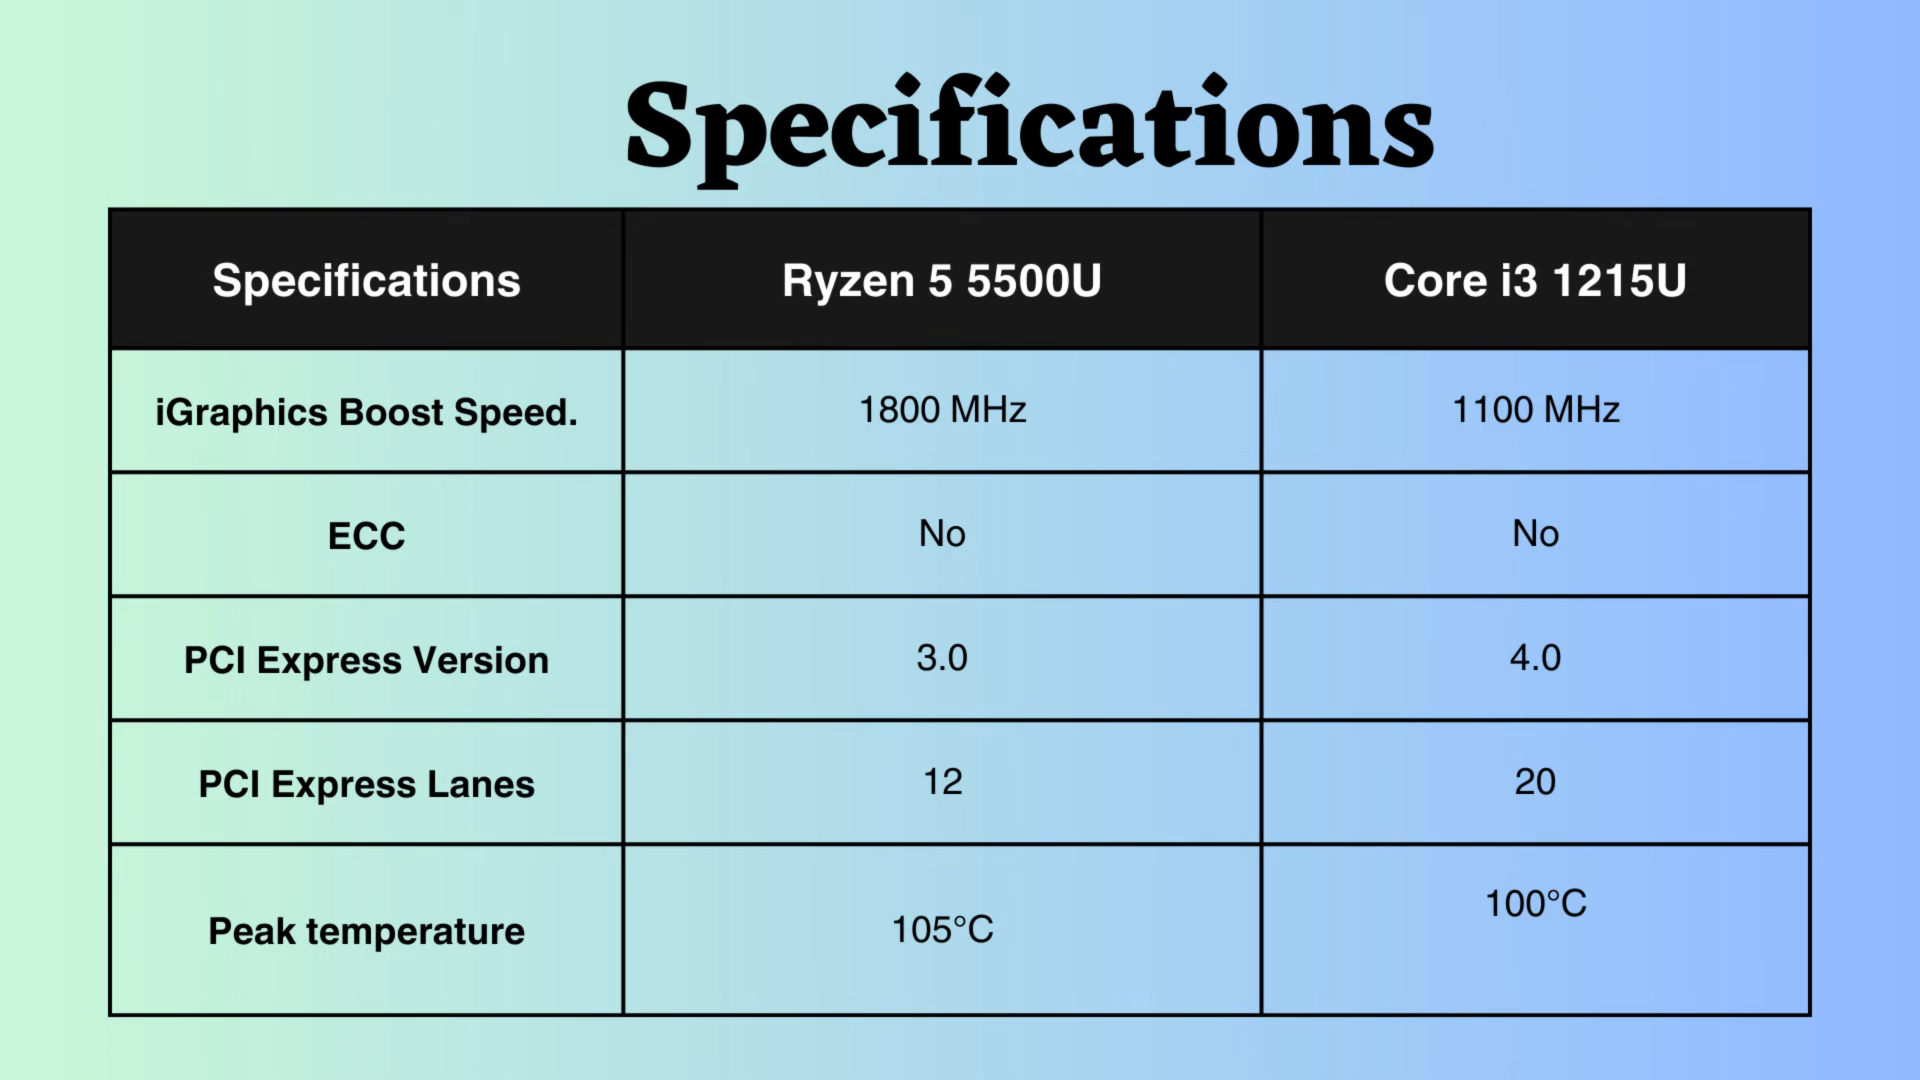 Specifications
Specifications Ryzen 5 5500U Core i3 1215U
iGraphics Boost Speed. 1800 MHz 1100 MHz
ECC No No
PCI Express Version 3.0 4.0
PCI Express Lanes 12 20
Peak temperature 105°C 100°C